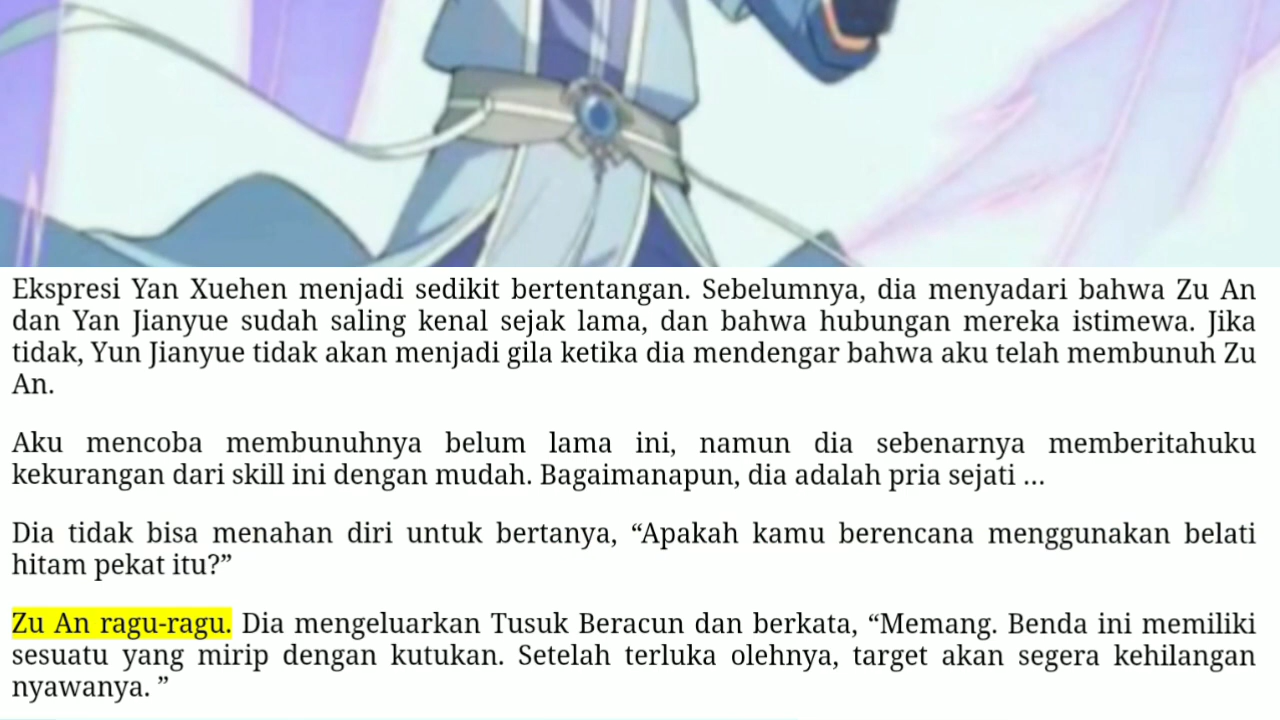 Ekspresi Yan Xuehen menjadi sedikit bertentangan. Sebelumnya, dia menyadari bahwa Zu An
dan Yan Jianyue sudah saling kenal sejak lama, dan bahwa hubungan mereka istimewa. Jika
tidak, Yun Jianyue tidak akan menjadi gila ketika dia mendengar bahwa aku telah membunuh Zu
An.
Aku mencoba membunuhnya belum lama ini, namun dia sebenarnya memberitahuku
kekurangan dari skill ini dengan mudah. Bagaimanapun, dia adalah pria sejati ...
Dia tidak bisa menahan diri untuk bertanya, “Apakah kamu berencana menggunakan belati
hitam pekat itu?”
Zu An ragu-ragu. Dia mengeluarkan Tusuk Beracun dan berkata, “Memang. Benda ini memiliki
sesuatu yang mirip dengan kutukan. Setelah terluka olehnya, target akan segera kehilangan
nyawanya. ”